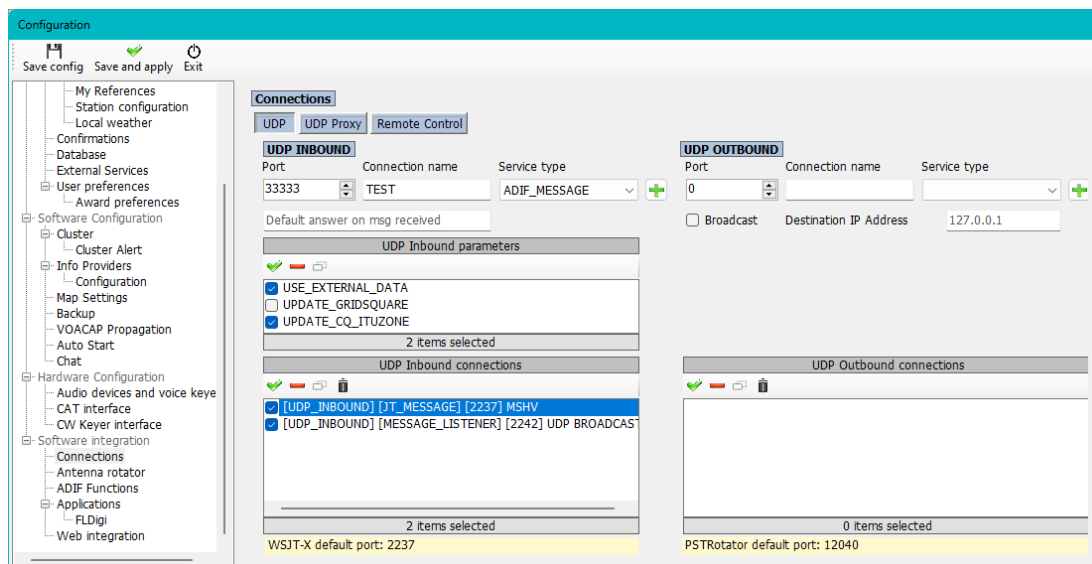 Configuration
Save config Save and apply Exit
My References
Station configuration
Local weather
Confirmations
Database
External Services
User preferences
Award preferences
Software Configuration
Cluster
Cluster Alert
Info Providers
Configuration
Map Settings
Backup
VOACAP Propagation
Auto Start
Chat
Hardware Configuration
Audio devices and voice keye
CAT interface
CW Keyer interface
Software integration
Connections
Antenna rotator
ADIF Functions
Applications
FLDigi
Web integration
Connections
UDP UDP Proxy Remote Control
UDP INBOUND
Port Connection name Service type
33333 TEST ADIF_MESSAGE
Default answer on msg received
UDP Inbound parameters
USE_EXTERNAL_DATA
UPDATE_GRIDSQUARE
UPDATE_CQ_ITUZONE
2 items selected
UDP Inbound connections
[UDP_INBOUND] [JT_MESSAGE] [2237] MSHV
[UDP_INBOUND] [MESSAGE_LISTENER] [2242] UDP BROADCAST
2 items selected
WSJT-X default port: 2237
UDP OUTBOUND
Port Connection name Service type
0
Broadcast Destination IP Address 127.0.0.1
UDP Outbound connections
0 items selected
PSTRotator default port: 12040